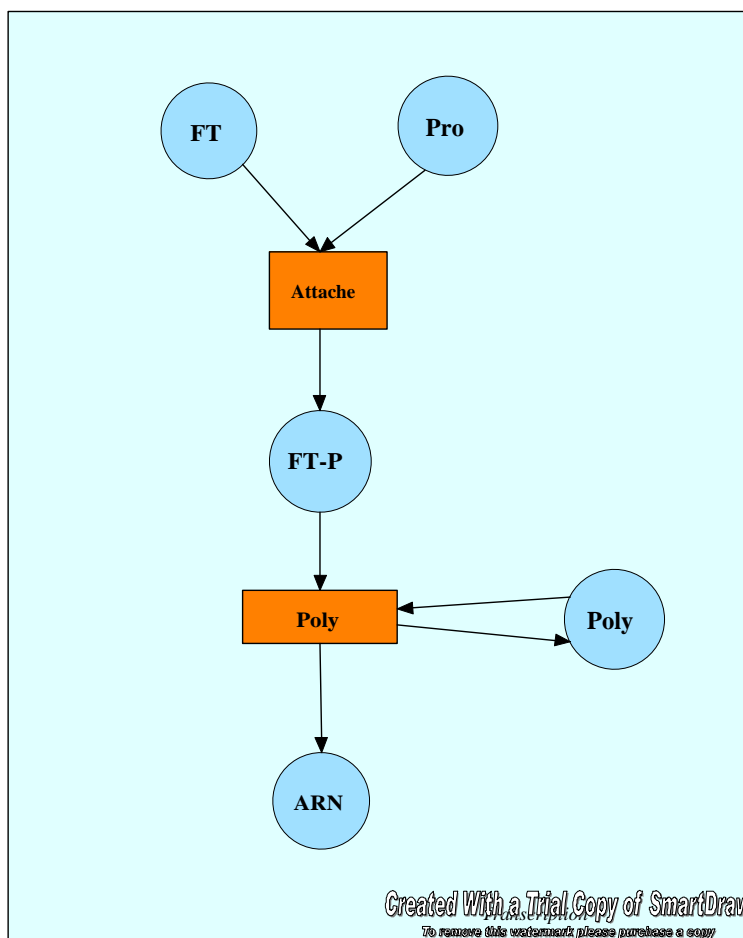 FT
Pro
Attache
FT-P
Poly
Poly
ARN
Created With a Trial Copy of SmartDraw
Transcription
To remove this watermark please purchase a copy